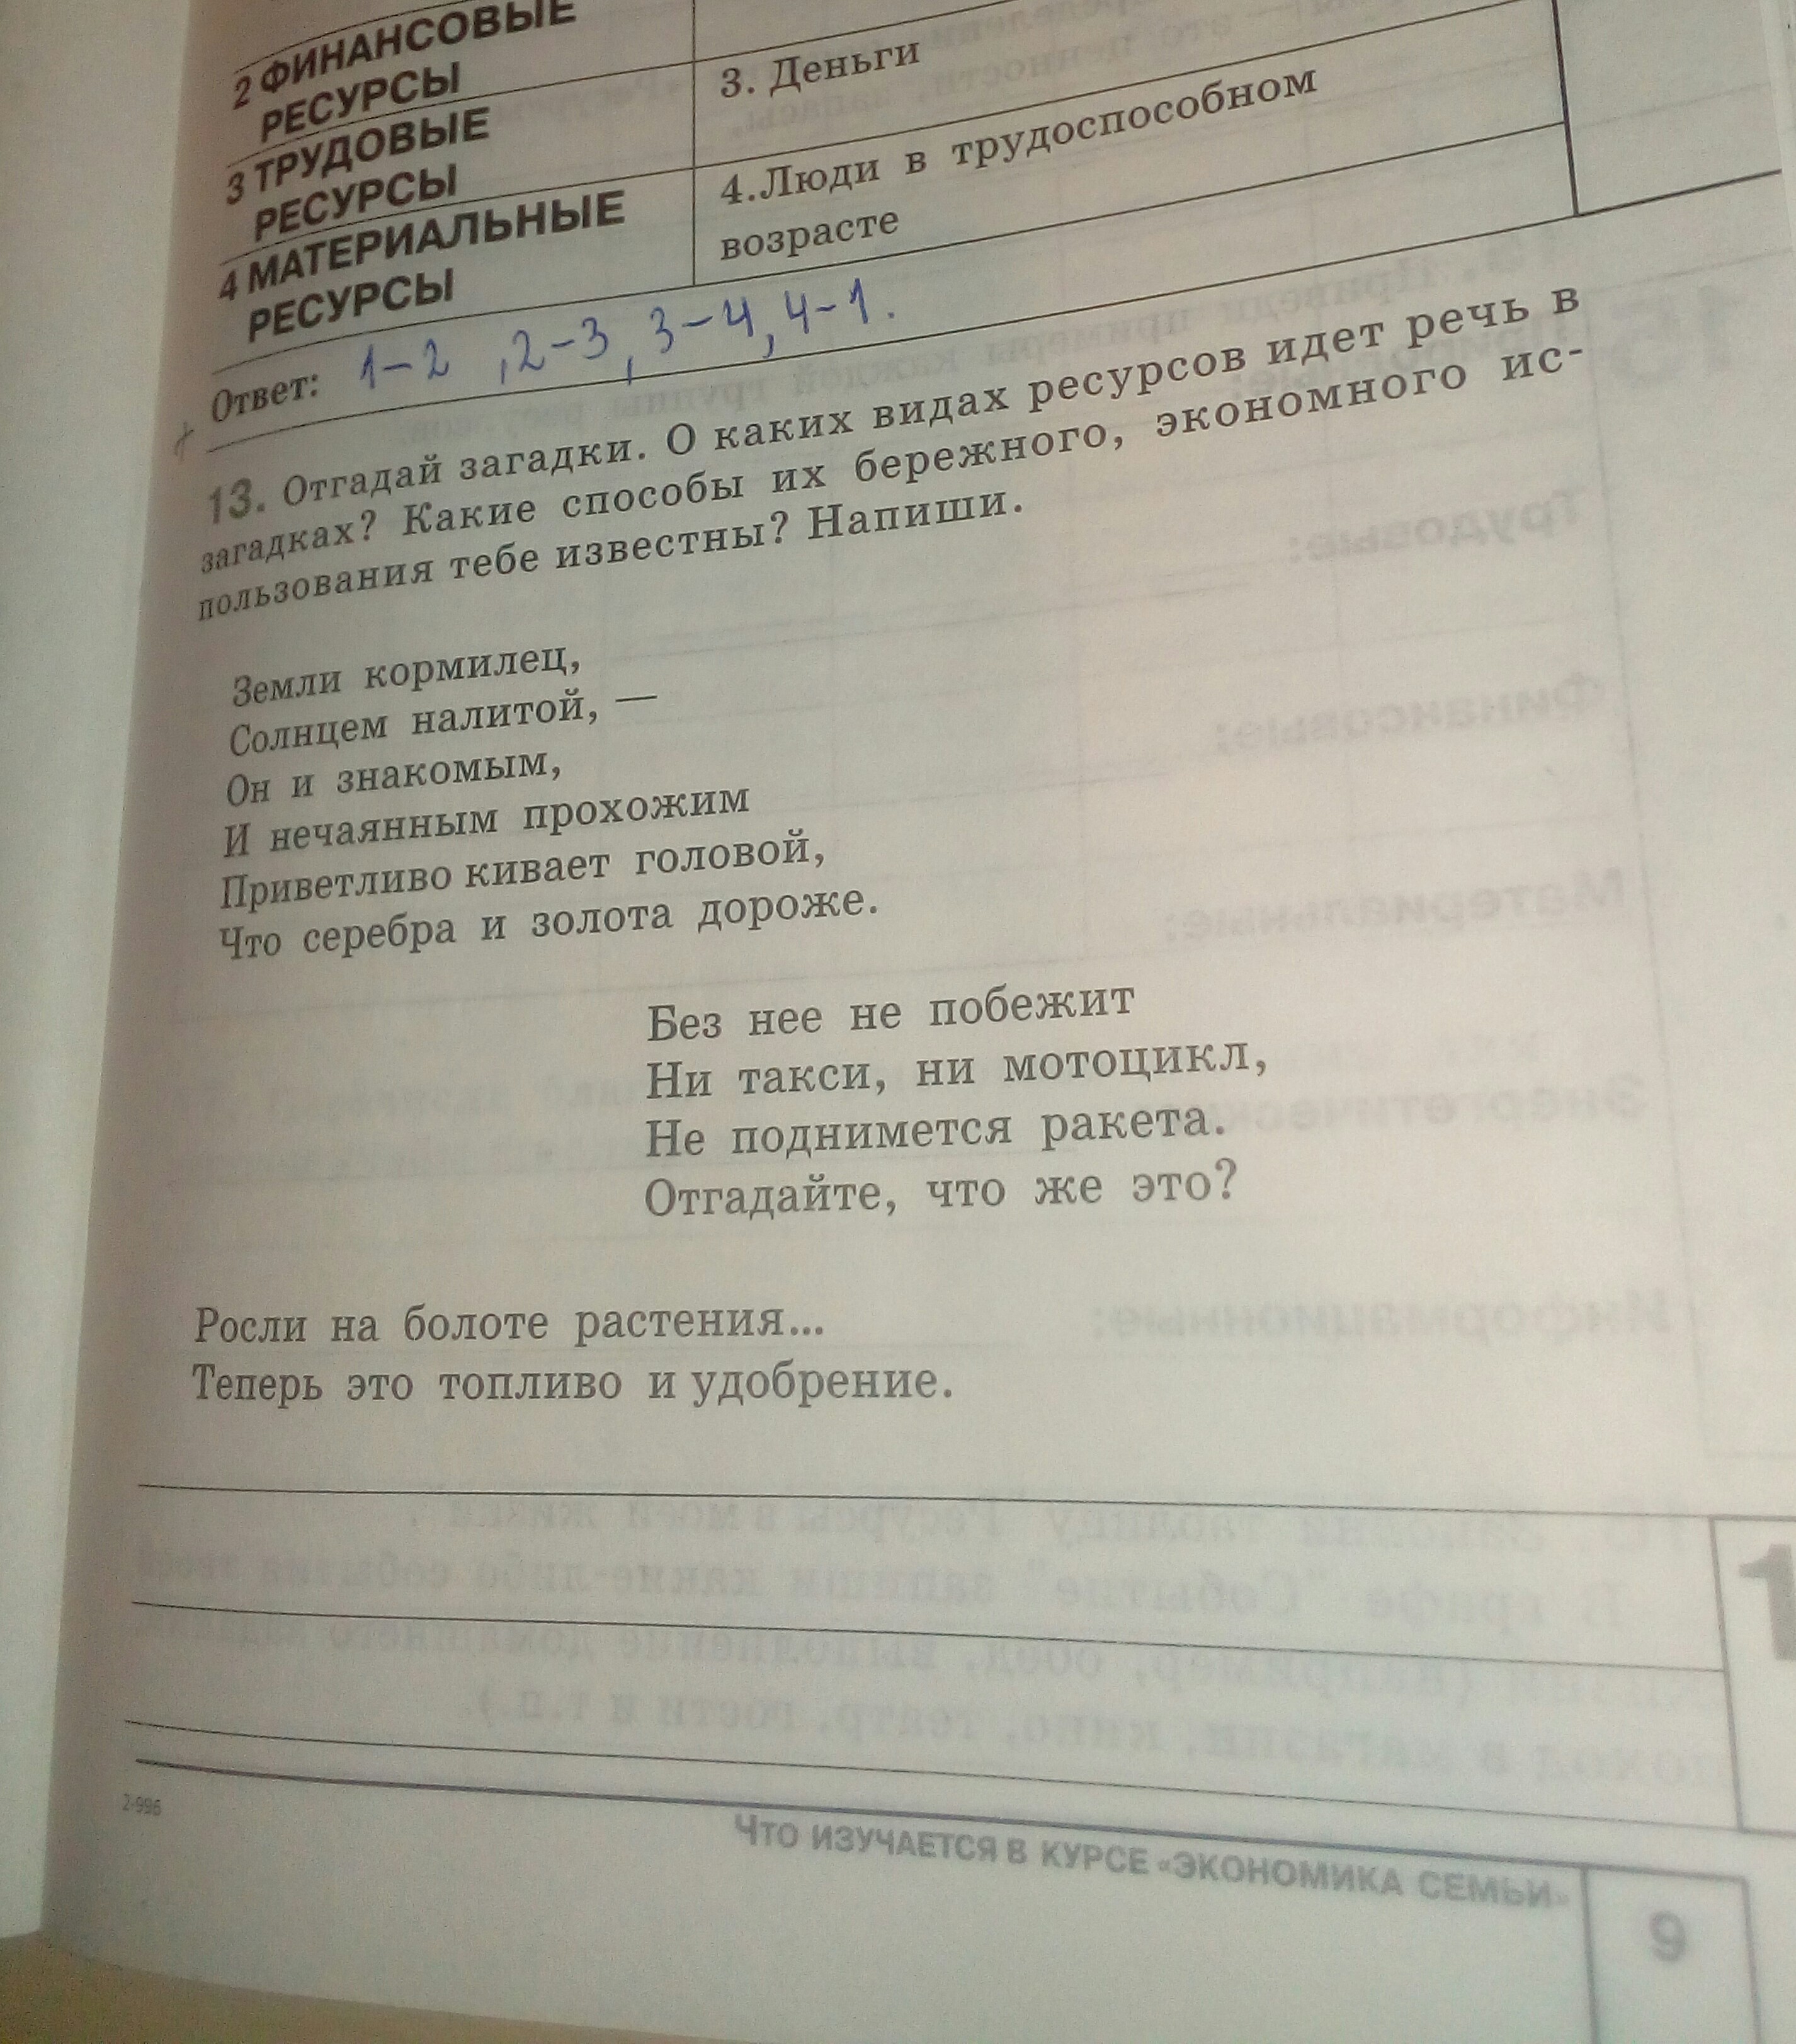 2 ФИНАНСОВЫЕ
РЕСУРСЫ
3. Деньги
3 ТРУДОВЫЕ
РЕСУРСЫ
4.Люди в трудоспособном
возрасте
4 МАТЕРИАЛЬНЫЕ
РЕСУРСЫ
Ответ: 1-2, 2-3, 3-4, 4-1.
13. Отгадай загадки. О каких видах ресурсов идет речь в
загадках? Какие способы их бережного, экономного ис-
пользования тебе известны? Напиши.
Земли кормилец,
Солнцем налитой, —
Он и знакомым,
И нечаянным прохожим
Приветливо кивает головой,
Что серебра и золота дороже.
Без нее не побежит
Ни такси, ни мотоцикл,
Не поднимется ракета.
Отгадайте, что же это?
Росли на болоте растения...
Теперь это топливо и удобрение.
2-996
ЧТО ИЗУЧАЕТСЯ В КУРСЕ «ЭКОНОМИКА СЕМЬИ»
9